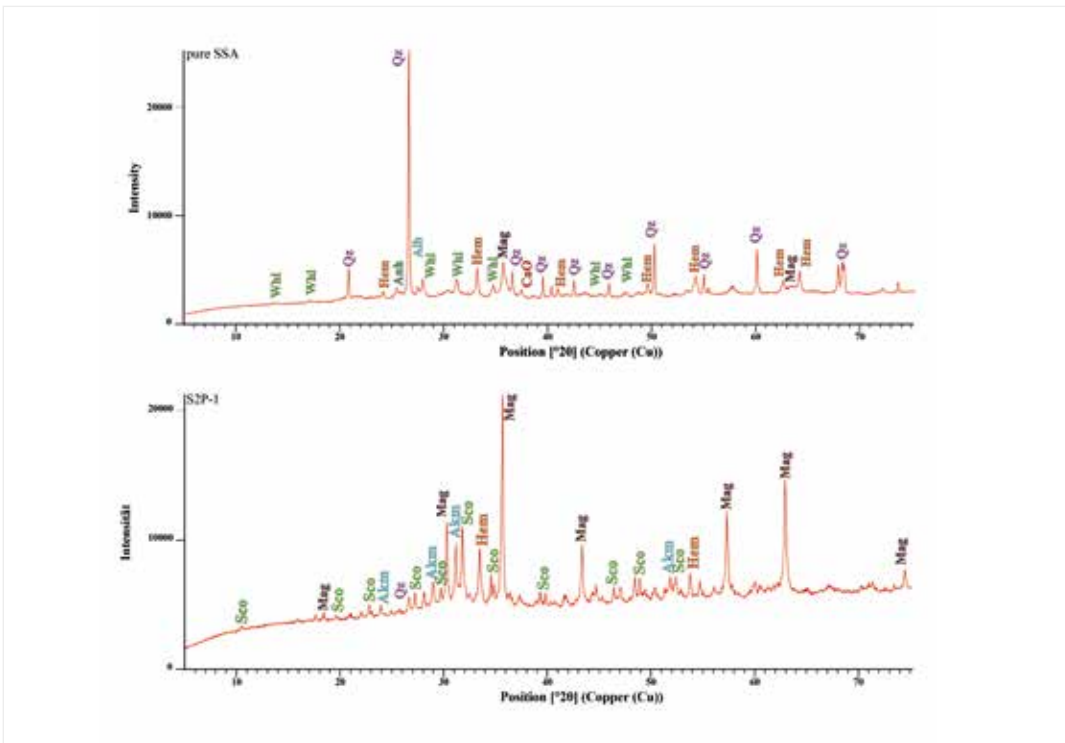 pure SSA
Intensity
20000
10000
0
Whl
Whl
Qz
Hem
Anh
Qz
Alb
Whl
Whl
Hem
Whl
Mag
Qz
CaO
Qz
Hem
Qz
Whl
Qz
Whl
Hem
Qz
Hem
Qz
Qz
Hem
Mag
Hem
Qz
10 20 30 40 50 60 70
Position [°2θ] (Copper (Cu))
S2P-1
Intensität
20000
10000
0
Sco
Mag
Sco
Sco
Akm
Qz
Sco
Akm
Sco
Mag
Akm
Sco
Hem
Sco
Mag
Sco
Mag
Sco
Sco
Akm
Sco
Hem
Mag
Mag
Mag
10 20 30 40 50 60 70
Position [°2θ] (Copper (Cu))